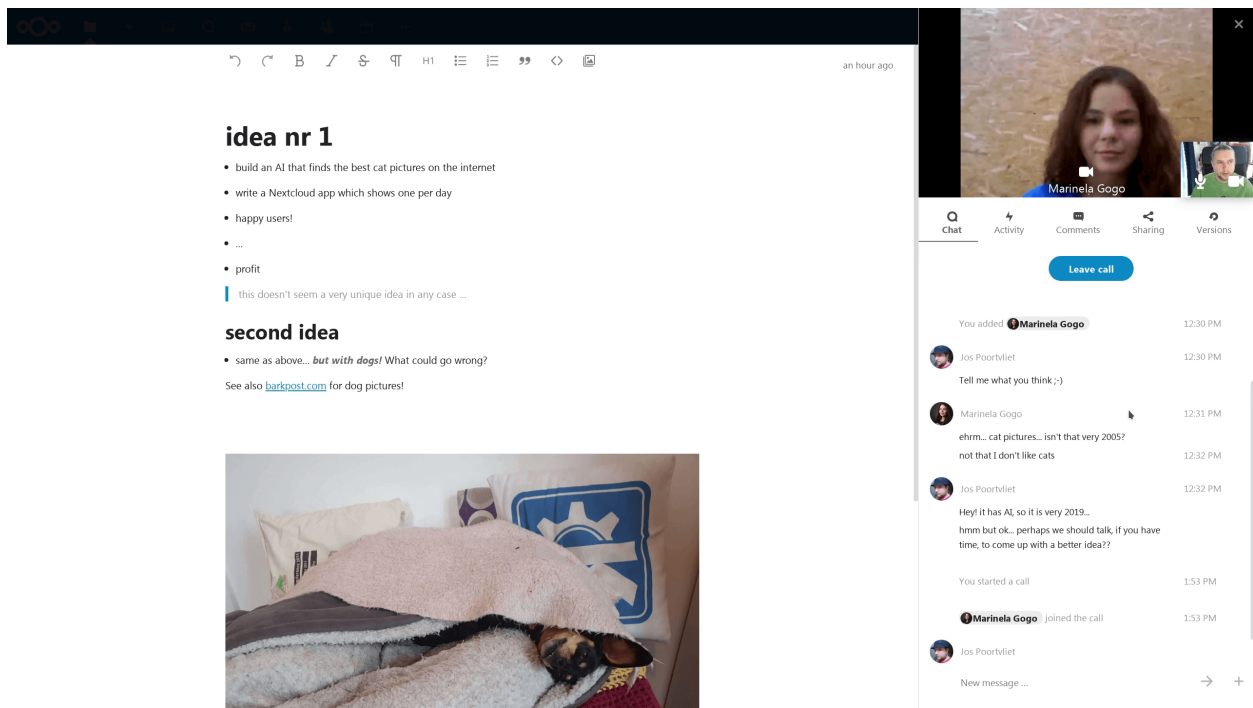 H1
an hour ago
idea nr 1
• build an AI that finds the best cat pictures on the internet
• write a Nextcloud app which shows one per day
• happy users!
• ...
• profit
this doesn't seem a very unique idea in any case ...
second idea
• same as above... but with dogs! What could go wrong?
See also barkpost.com for dog pictures!
Marinela Gogo
Chat
Activity
Comments
Sharing
Versions
Leave call
You added Marinela Gogo 12:30 PM
Jos Poortvliet 12:30 PM
Tell me what you think ;-)
Marinela Gogo 12:31 PM
ehrm... cat pictures... isn't that very 2005?
not that I don't like cats 12:32 PM
Jos Poortvliet 12:32 PM
Hey! it has AI, so it is very 2019...
hmm but ok... perhaps we should talk, if you have
time, to come up with a better idea??
You started a call 1:53 PM
Marinela Gogo joined the call 1:53 PM
Jos Poortvliet
New message ...